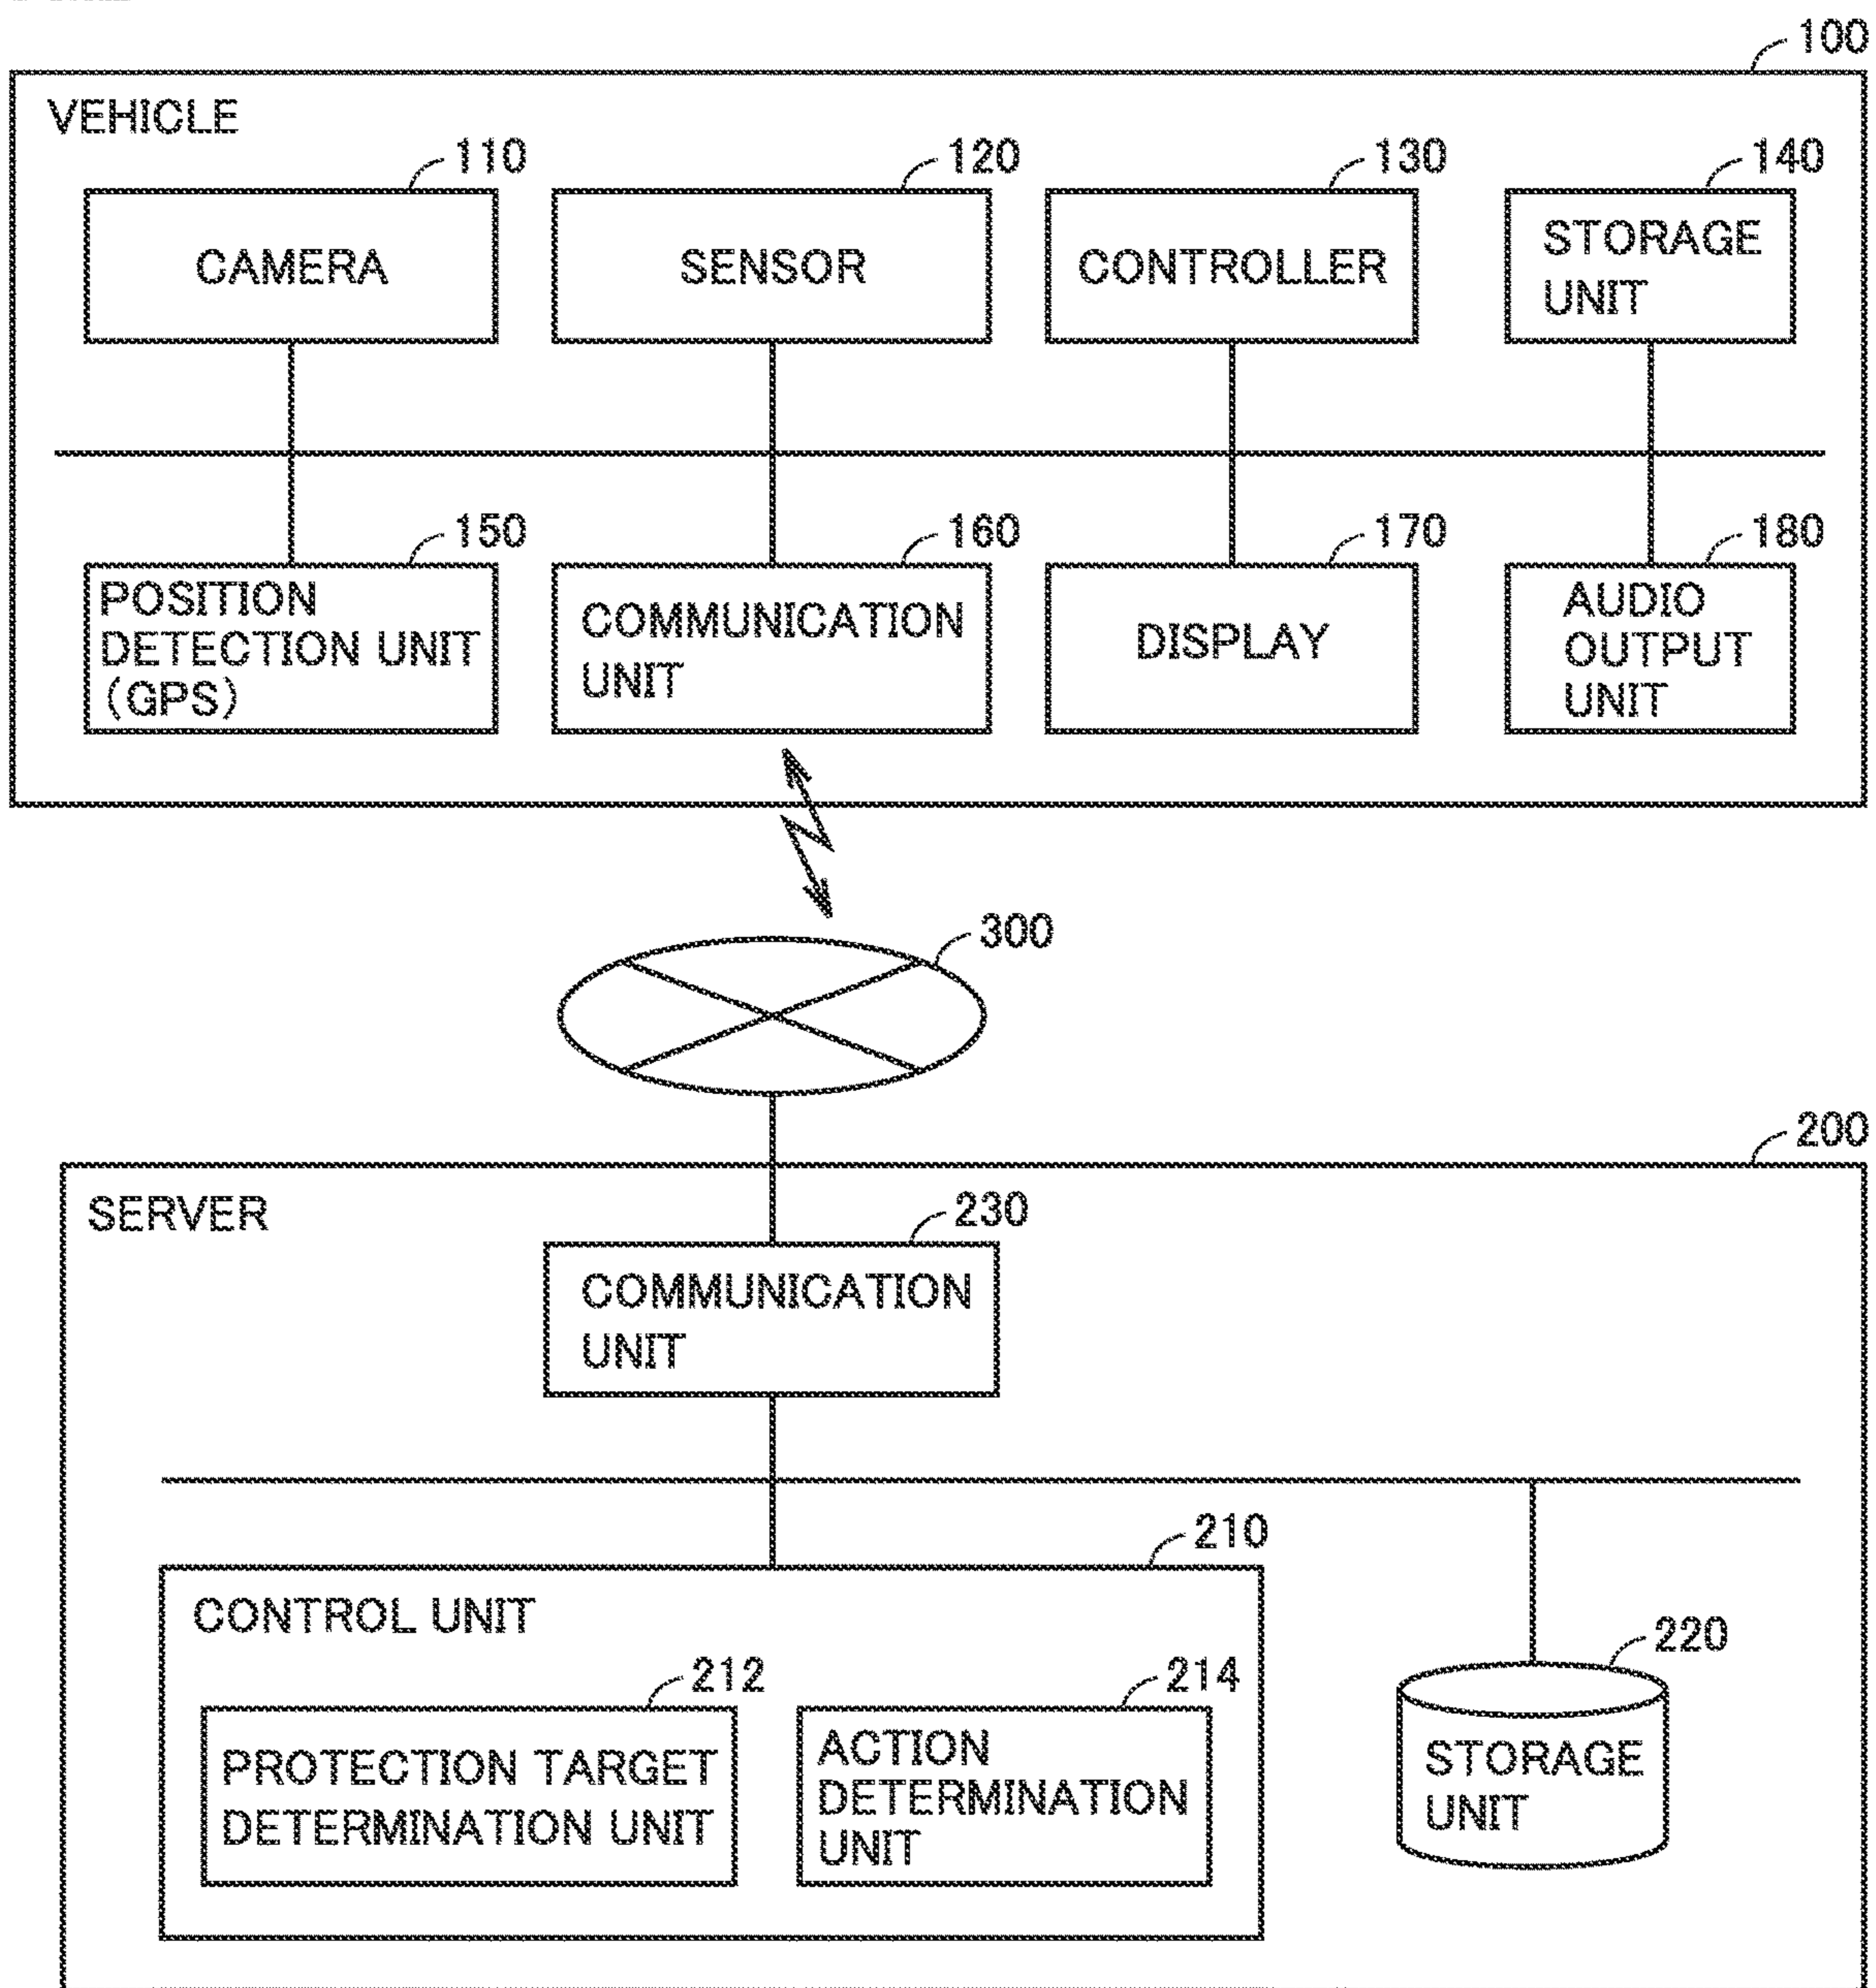 100
VEHICLE
110
120
130
140
CAMERA
SENSOR
CONTROLLER
STORAGE
UNIT
150
160
170
180
POSITION
DETECTION UNIT
(GPS)
COMMUNICATION
UNIT
DISPLAY
AUDIO
OUTPUT
UNIT
300
200
SERVER
230
COMMUNICATION
UNIT
210
CONTROL UNIT
212
214
220
PROTECTION TARGET
DETERMINATION UNIT
ACTION
DETERMINATION
UNIT
STORAGE
UNIT